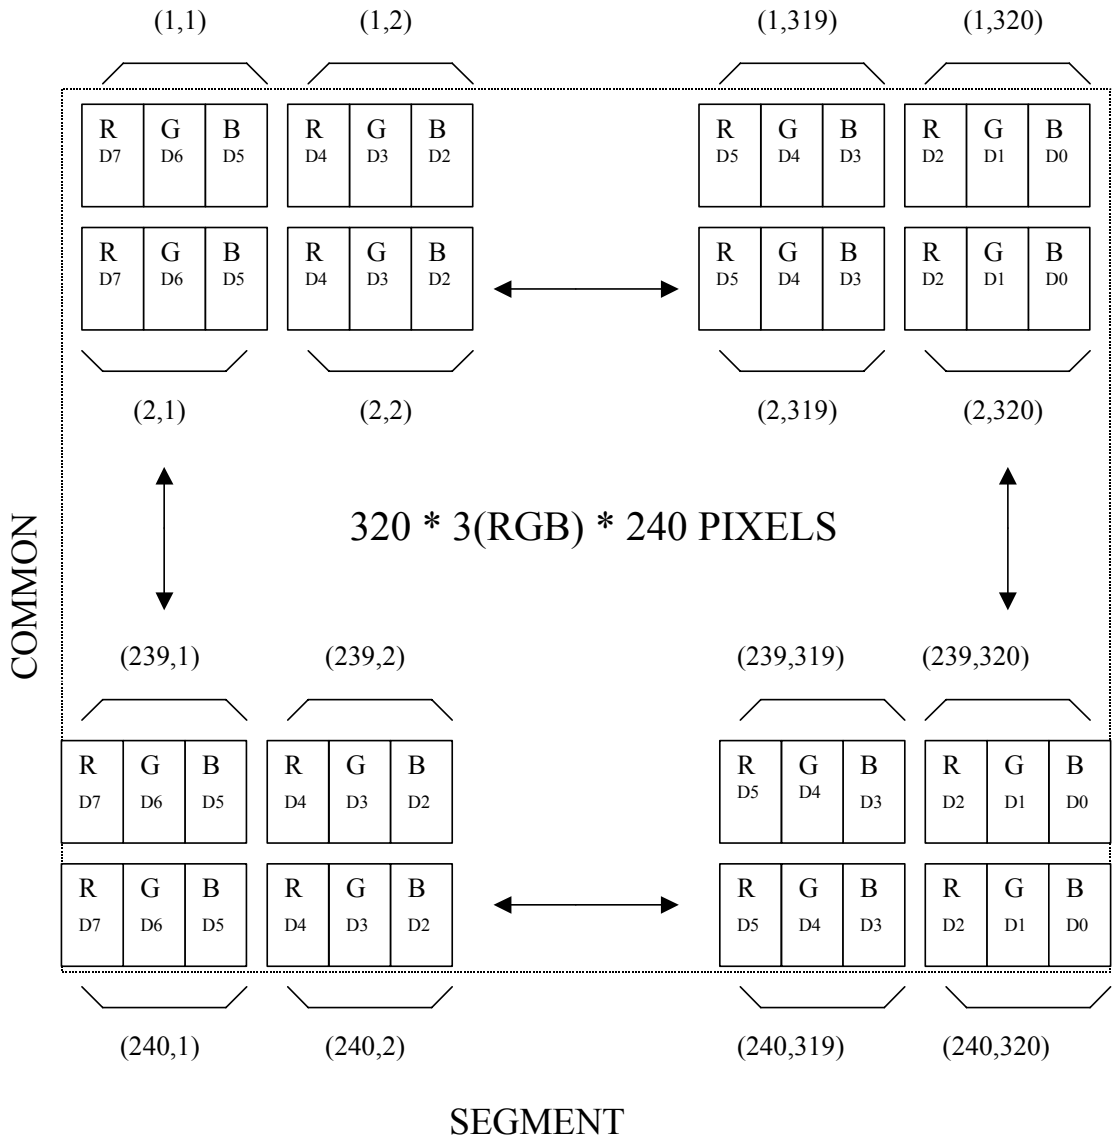 (1,1) (1,2) (1,319) (1,320)
R G B R G B R G B R G B
D7 D6 D5 D4 D3 D2 D5 D4 D3 D2 D1 D0
R G B R G B R G B R G B
D7 D6 D5 D4 D3 D2 D5 D4 D3 D2 D1 D0
(2,1) (2,2) (2,319) (2,320)
320 * 3(RGB) * 240 PIXELS
COMMON
(239,1) (239,2) (239,319) (239,320)
R G B R G B R G B R G B
D7 D6 D5 D4 D3 D2 D5 D4 D3 D2 D1 D0
R G B R G B R G B R G B
D7 D6 D5 D4 D3 D2 D5 D4 D3 D2 D1 D0
(240,1) (240,2) (240,319) (240,320)
SEGMENT